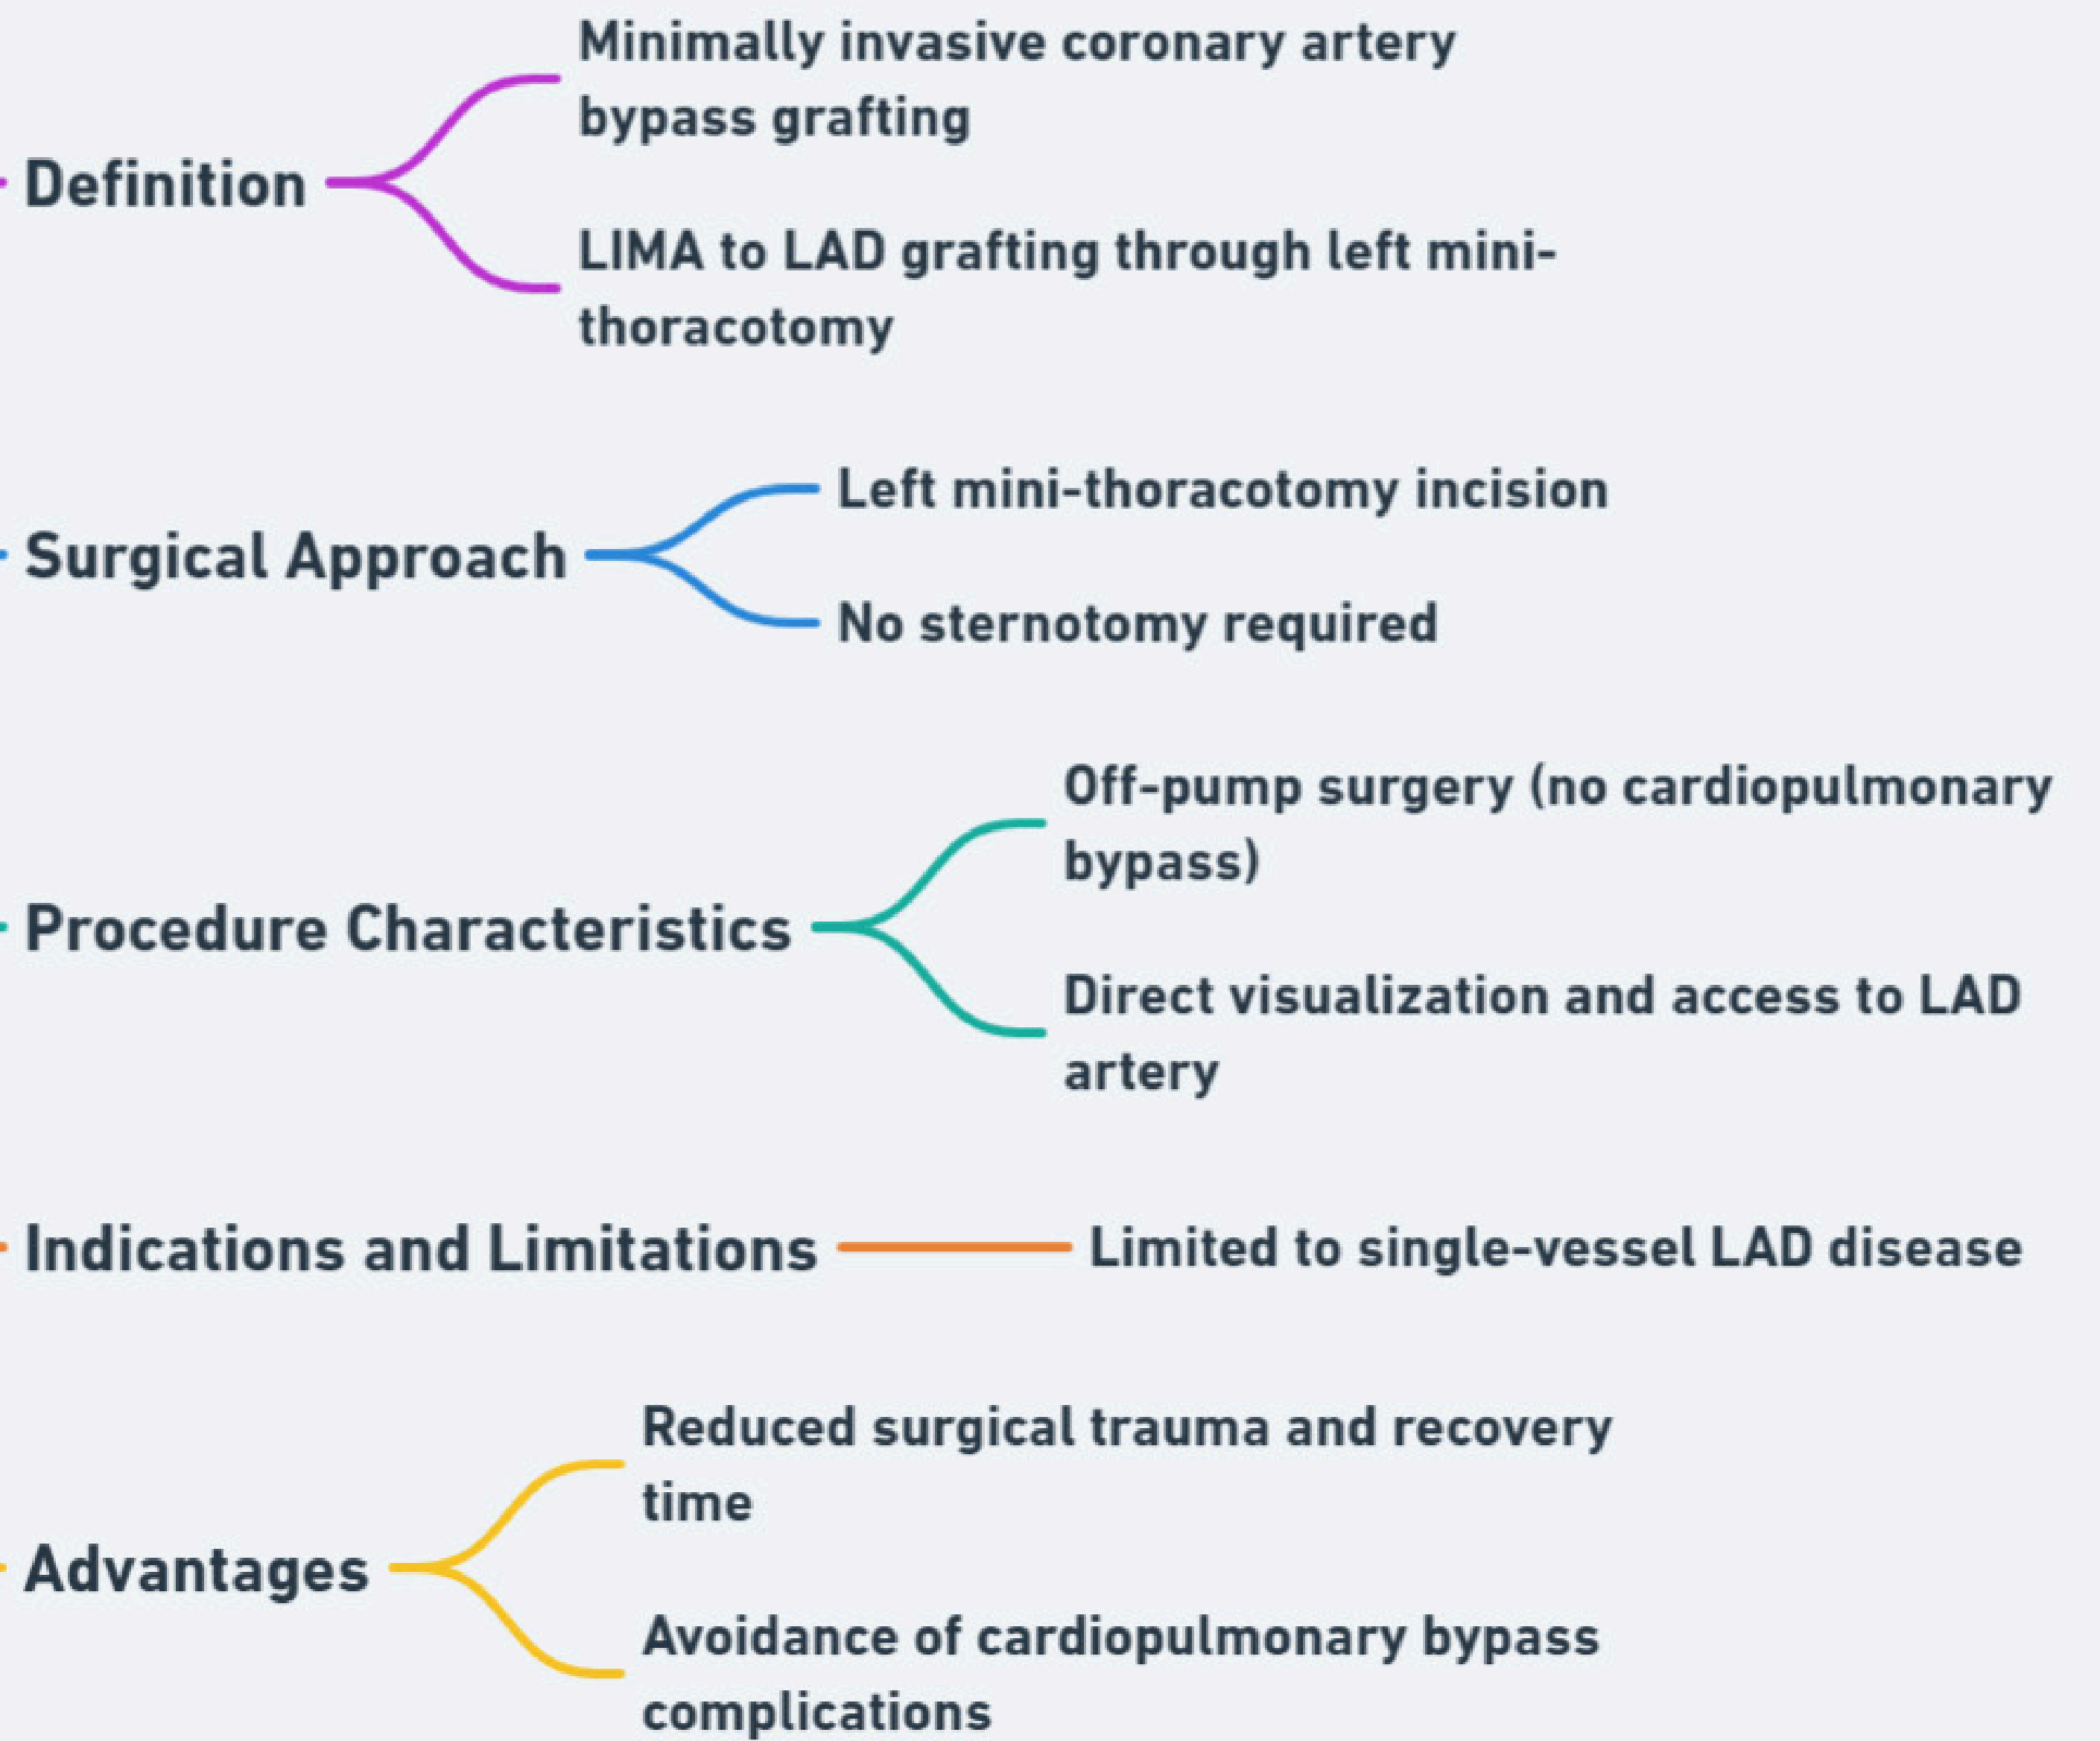 Minimally invasive coronary artery
bypass grafting
Definition
LIMA to LAD grafting through left mini-
thoracotomy
Left mini-thoracotomy incision
Surgical Approach
No sternotomy required
Off-pump surgery (no cardiopulmonary
bypass)
Procedure Characteristics
Direct visualization and access to LAD
artery
Indications and Limitations
Limited to single-vessel LAD disease
Reduced surgical trauma and recovery
time
Advantages
Avoidance of cardiopulmonary bypass
complications